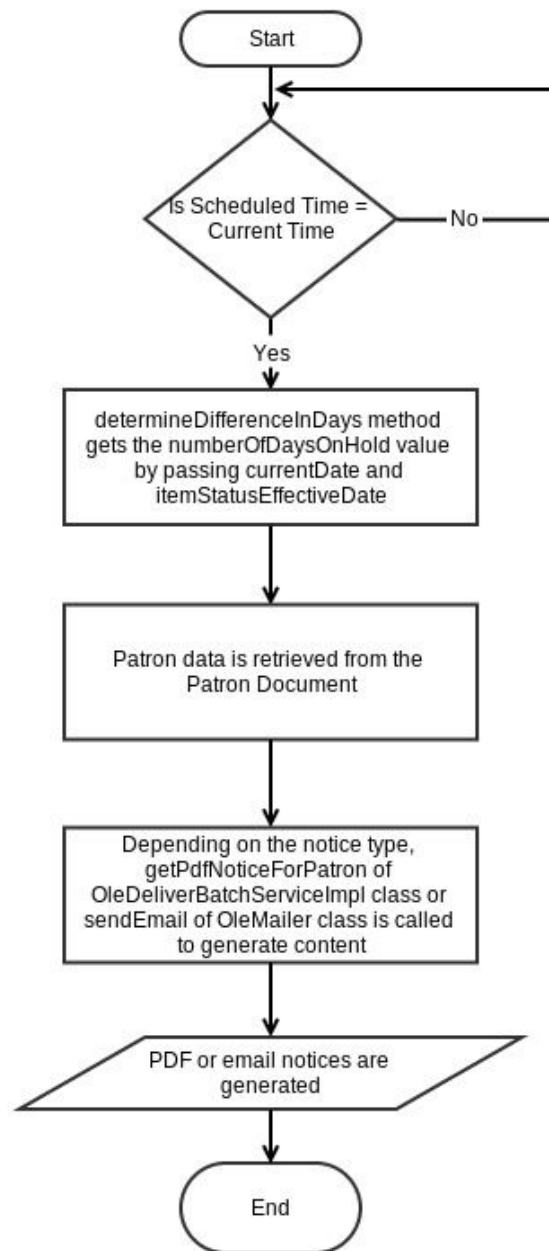 Start
Is Scheduled Time =
Current Time
No
Yes
determineDifferenceInDays method
gets the numberOfDaysOnHold value
by passing currentDate and
itemStatusEffectiveDate
Patron data is retrieved from the
Patron Document
Depending on the notice type,
getPdfNoticeForPatron of
OleDeliverBatchServiceImpl class or
sendEmail of OleMailer class is called
to generate content
PDF or email notices are
generated
End